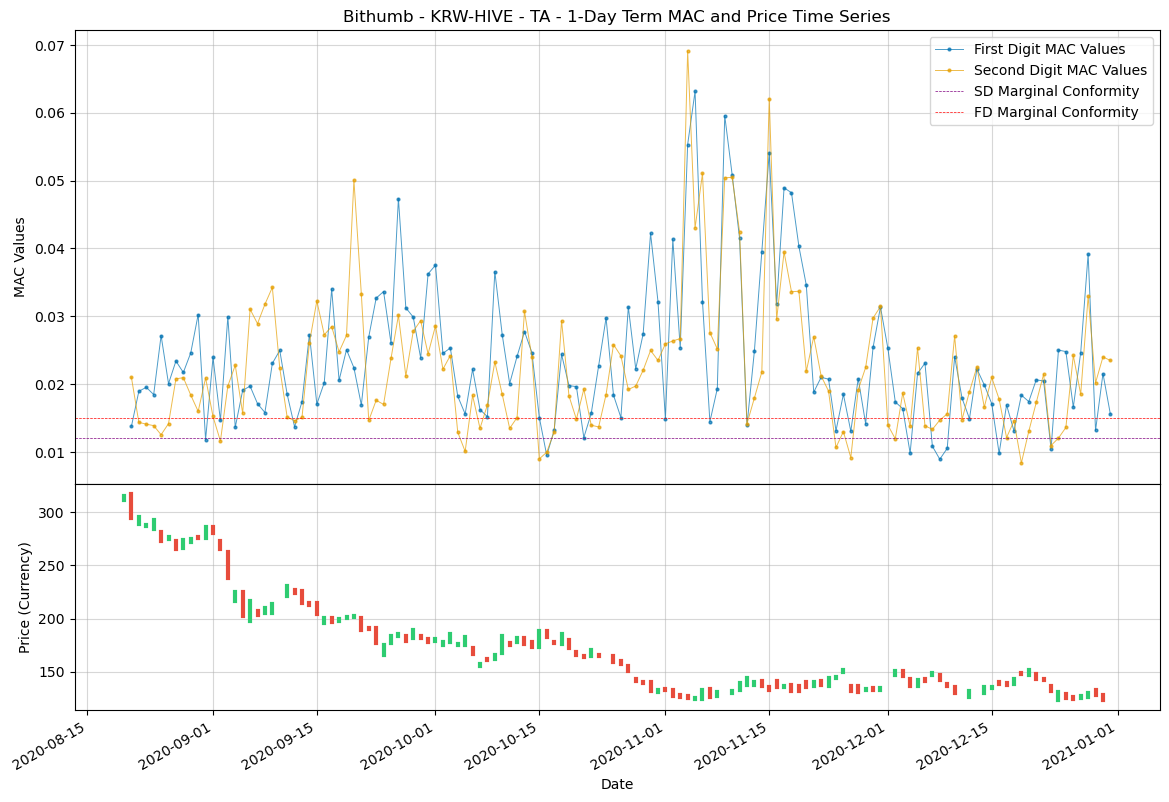 Bithumb - KRW-HIVE - TA - 1-Day Term MAC and Price Time Series
First Digit MAC Values
Second Digit MAC Values
SD Marginal Conformity
FD Marginal Conformity
MAC Values
0.07
0.06
0.05
0.04
0.03
0.02
0.01
Price (Currency)
300
250
200
150
2020-08-15
2020-09-01
2020-09-15
2020-10-01
2020-10-15
2020-11-01
2020-11-15
2020-12-01
2020-12-15
2021-01-01
Date